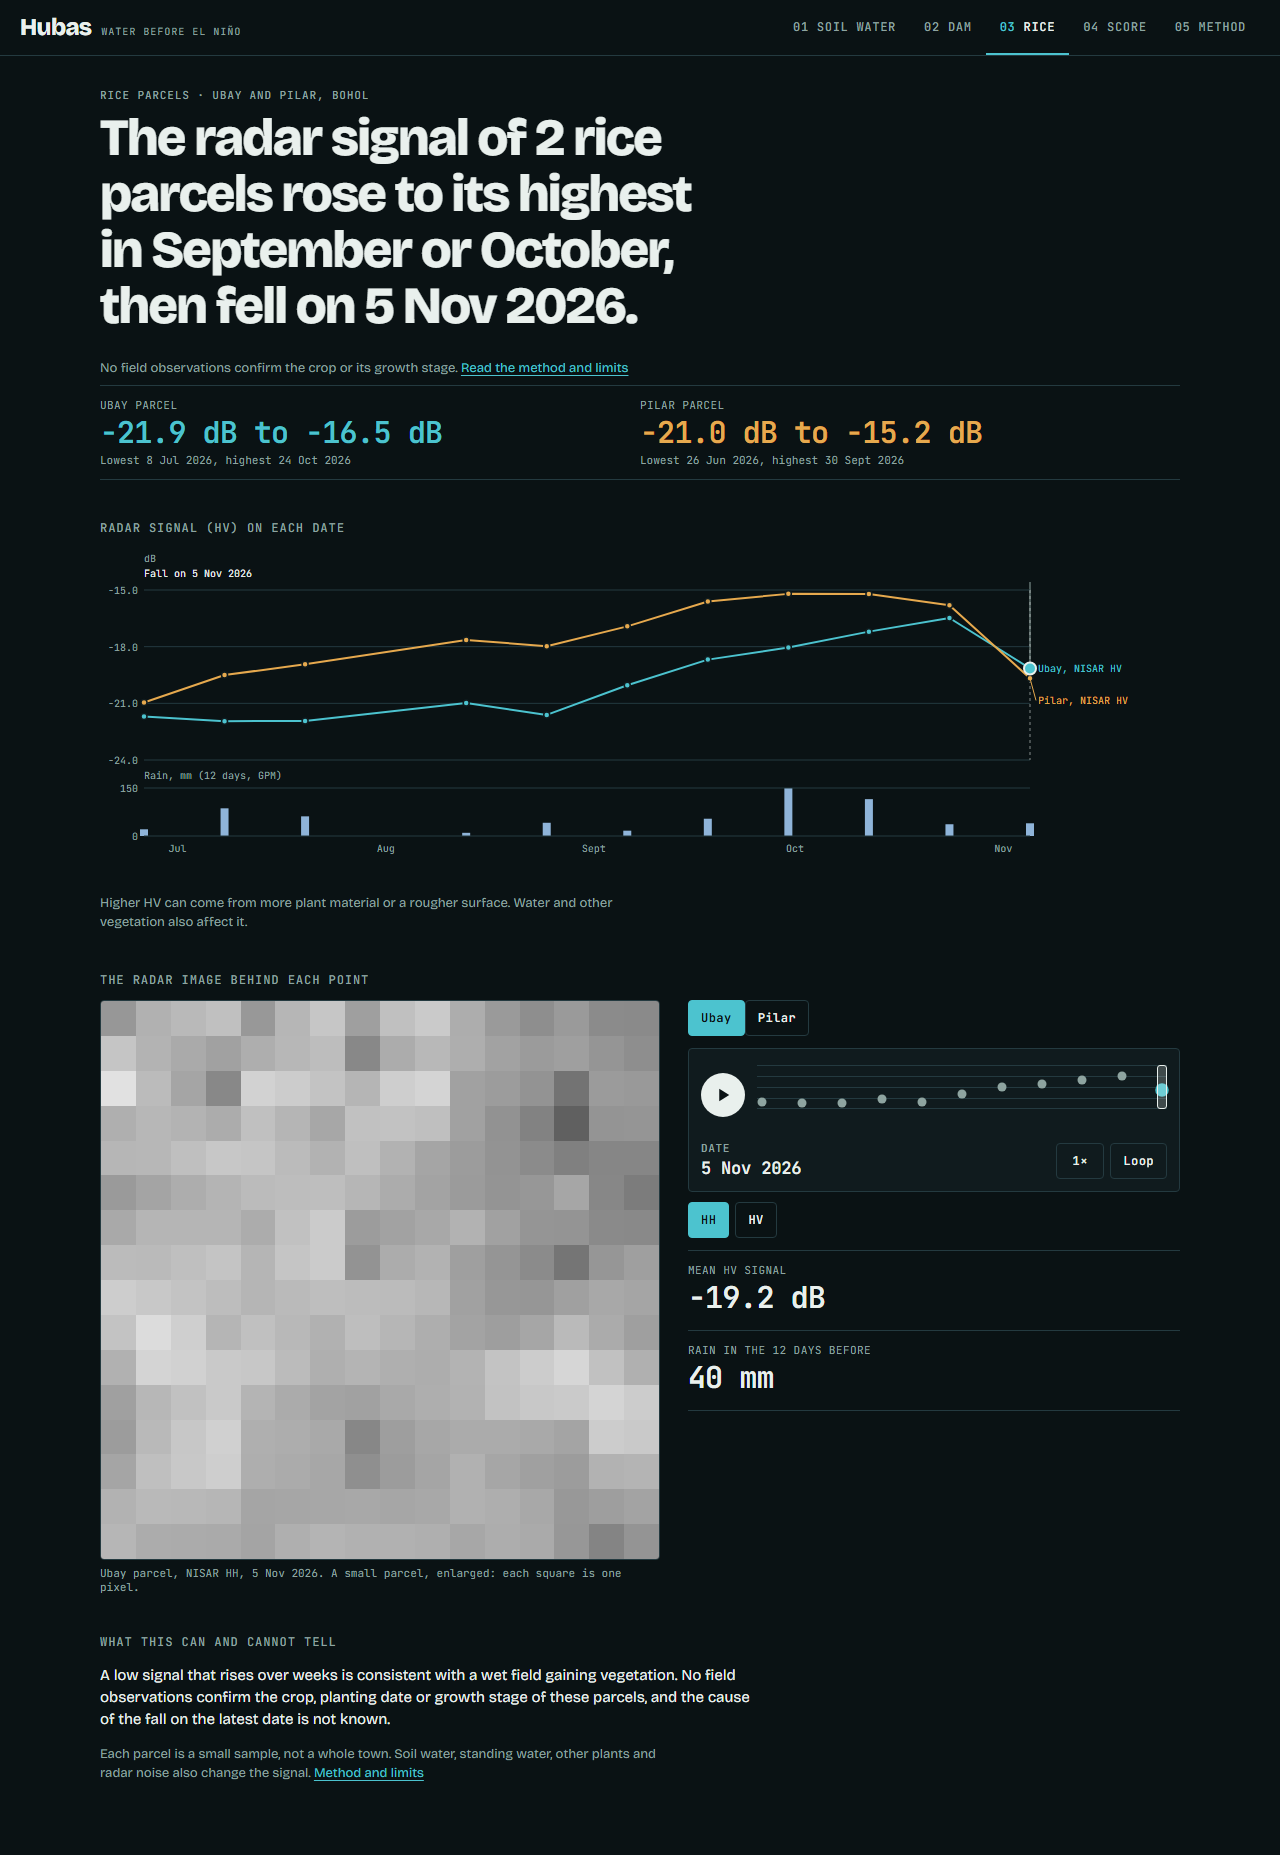 Hubas WATER BEFORE EL NIÑO
01 SOIL WATER 02 DAM 03 RICE 04 SCORE 05 METHOD
RICE PARCELS · UBAY AND PILAR, BOHOL
The radar signal of 2 rice
parcels rose to its highest
in September or October,
then fell on 5 Nov 2026.
No field observations confirm the crop or its growth stage. Read the method and limits
UBAY PARCEL
-21.9 dB to -16.5 dB
Lowest 8 Jul 2026, highest 24 Oct 2026
PILAR PARCEL
-21.0 dB to -15.2 dB
Lowest 26 Jun 2026, highest 30 Sept 2026
RADAR SIGNAL (HV) ON EACH DATE
dB
Fall on 5 Nov 2026
-15.0
-18.0
Ubay, NISAR HV
-21.0
Pilar, NISAR HV
-24.0
Rain, mm (12 days, GPM)
150
0
Jul Aug Sept Oct Nov
Higher HV can come from more plant material or a rougher surface. Water and other
vegetation also affect it.
THE RADAR IMAGE BEHIND EACH POINT
Ubay Pilar
DATE
5 Nov 2026
1× Loop
HH HV
MEAN HV SIGNAL
-19.2 dB
RAIN IN THE 12 DAYS BEFORE
40 mm
Ubay parcel, NISAR HH, 5 Nov 2026. A small parcel, enlarged: each square is one
pixel.
WHAT THIS CAN AND CANNOT TELL
A low signal that rises over weeks is consistent with a wet field gaining vegetation. No field
observations confirm the crop, planting date or growth stage of these parcels, and the cause
of the fall on the latest date is not known.
Each parcel is a small sample, not a whole town. Soil water, standing water, other plants and
radar noise also change the signal. Method and limits